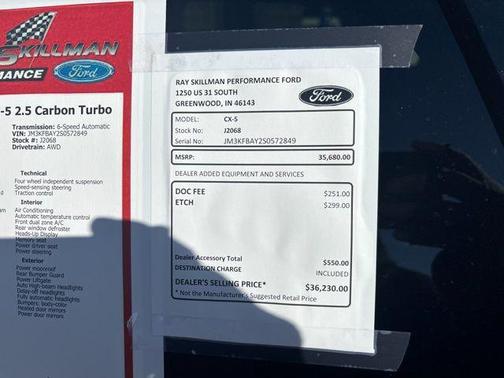 SKILLMAN
MANCE
Ford
-5 2.5 Carbon Turbo
Transmission: 6-Speed Automatic
VIN: JM3KFBAY2S0572849
Stock #: J2068
Drivetrain: AWD
Technical
Four wheel independent suspension
Speed-sensing steering
Traction control
Interior
Air Conditioning
Automatic temperature control
Front dual zone A/C
Rear window defroster
Heads-Up Display
Memory seat
Power driver seat
Power steering
Exterior
Power moonroof
Rear Bumper Guard
Power Liftgate
Auto High-beam Headlights
Delay-off headlights
Fully automatic headlights
Bumpers: body-color
Heated door mirrors
Power door mirrors
RAY SKILLMAN PERFORMANCE FORD
1250 US 31 SOUTH
GREENWOOD, IN 46143
Ford
MODEL: CX-5
Stock No: J2068
Serial No: JM3KFBAY2S0572849
MSRP: 35,680.00
DEALER ADDED EQUIPMENT AND SERVICES
DOC FEE $251.00
ETCH $299.00
Dealer Accessory Total $550.00
DESTINATION CHARGE INCLUDED
DEALER'S SELLING PRICE* $36,230.00
* Not the Manufacturer's Suggested Retail Price